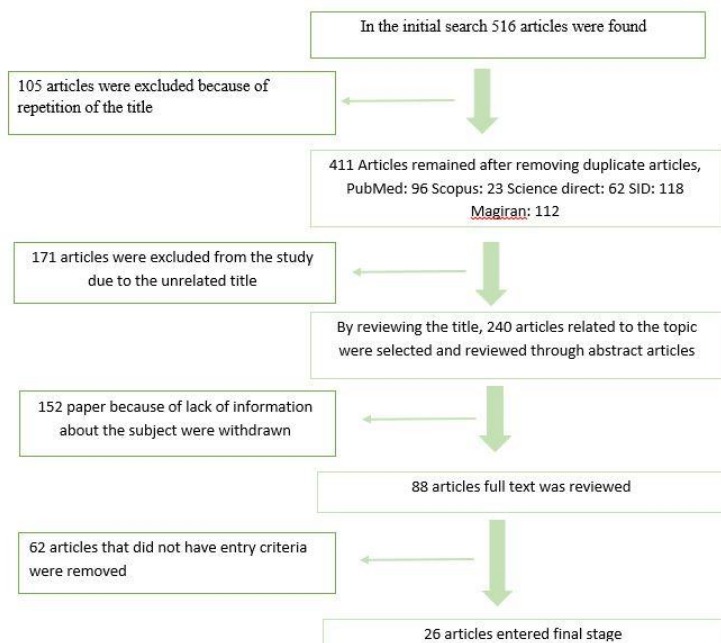 In the initial search 516 articles were found
105 articles were excluded because of
repetition of the title
411 Articles remained after removing duplicate articles,
PubMed: 96 Scopus: 23 Science direct: 62 SID: 118
Magiran: 112
171 articles were excluded from the study
due to the unrelated title
By reviewing the title, 240 articles related to the topic
were selected and reviewed through abstract articles
152 paper because of lack of information
about the subject were withdrawn
88 articles full text was reviewed
62 articles that did not have entry criteria
were removed
26 articles entered final stage